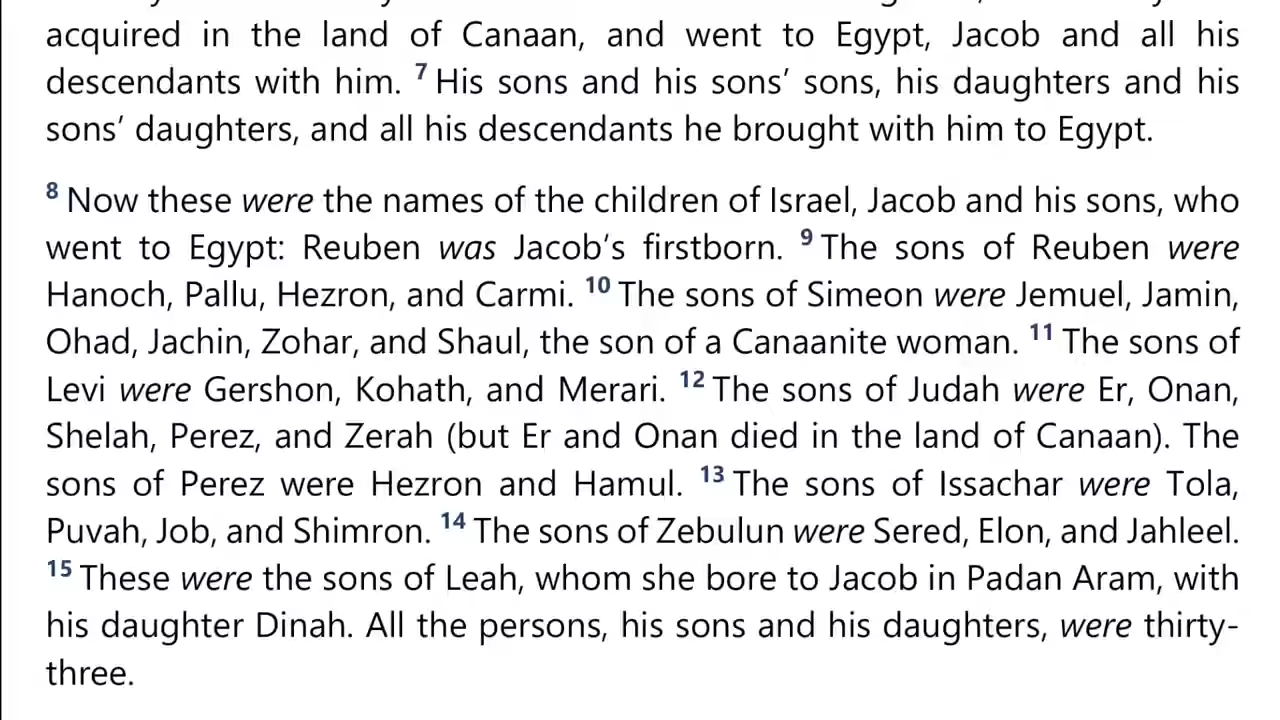 acquired in the land of Canaan, and went to Egypt, Jacob and all his
descendants with him. 7 His sons and his sons’ sons, his daughters and his
sons’ daughters, and all his descendants he brought with him to Egypt.
8 Now these were the names of the children of Israel, Jacob and his sons, who
went to Egypt: Reuben was Jacob’s firstborn. 9 The sons of Reuben were
Hanoch, Pallu, Hezron, and Carmi. 10 The sons of Simeon were Jemuel, Jamin,
Ohad, Jachin, Zohar, and Shaul, the son of a Canaanite woman. 11 The sons of
Levi were Gershon, Kohath, and Merari. 12 The sons of Judah were Er, Onan,
Shelah, Perez, and Zerah (but Er and Onan died in the land of Canaan). The
sons of Perez were Hezron and Hamul. 13 The sons of Issachar were Tola,
Puvah, Job, and Shimron. 14 The sons of Zebulun were Sered, Elon, and Jahleel.
15 These were the sons of Leah, whom she bore to Jacob in Padan Aram, with
his daughter Dinah. All the persons, his sons and his daughters, were thirty-
three.